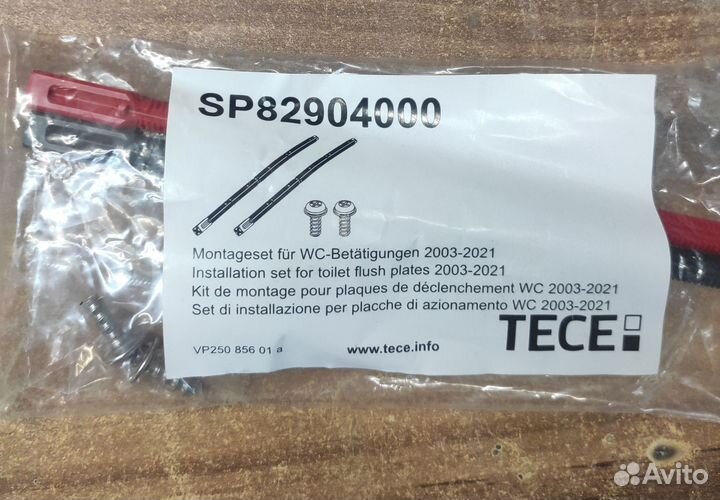 SP82904000
Montageset für WC-Betätigungen 2003-2021
Installation set for toilet flush plates 2003-2021
Kit de montage pour plaques de déclenchement WC 2003-2021
Set di installazione per placche di azionamento WC 2003-2021
VP250 856 01 a
www.tece.info
TECE
Avito